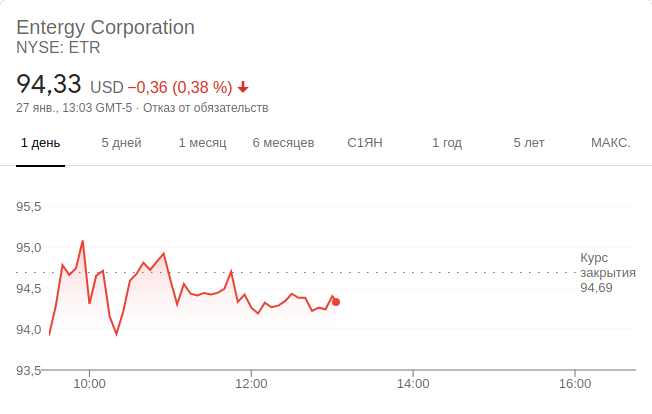 Entergy Corporation
NYSE: ETR
94,33 USD −0,36 (0,38 %)
27 янв., 13:03 GMT-5 · Отказ от обязательств
1 день 5 дней 1 месяц 6 месяцев С1ЯН 1 год 5 лет МАКС.
95,5
95,0
Курс
закрытия
94,5
94,69
94,0
93,5
10:00 12:00 14:00 16:00